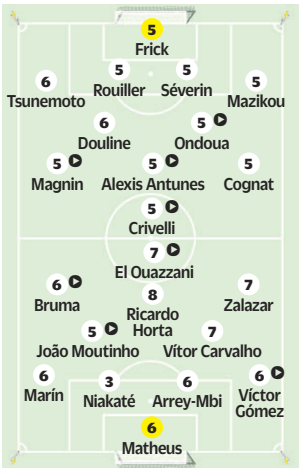 5
Frick
6 5 5 5
Tsunemoto Rouiller Séverin Mazikou
6 5
Douline Ondoua
5 5 5
Magnin Alexis Antunes Cognat
5
Crivelli
7
El Ouazzani
6 8 7
Bruma Ricardo Zalazar
Horta
5 7
João Moutinho Vítor Carvalho
6 3 6 6
Marín Niakaté Arrey-Mbi Víctor
Gómez
6
Matheus